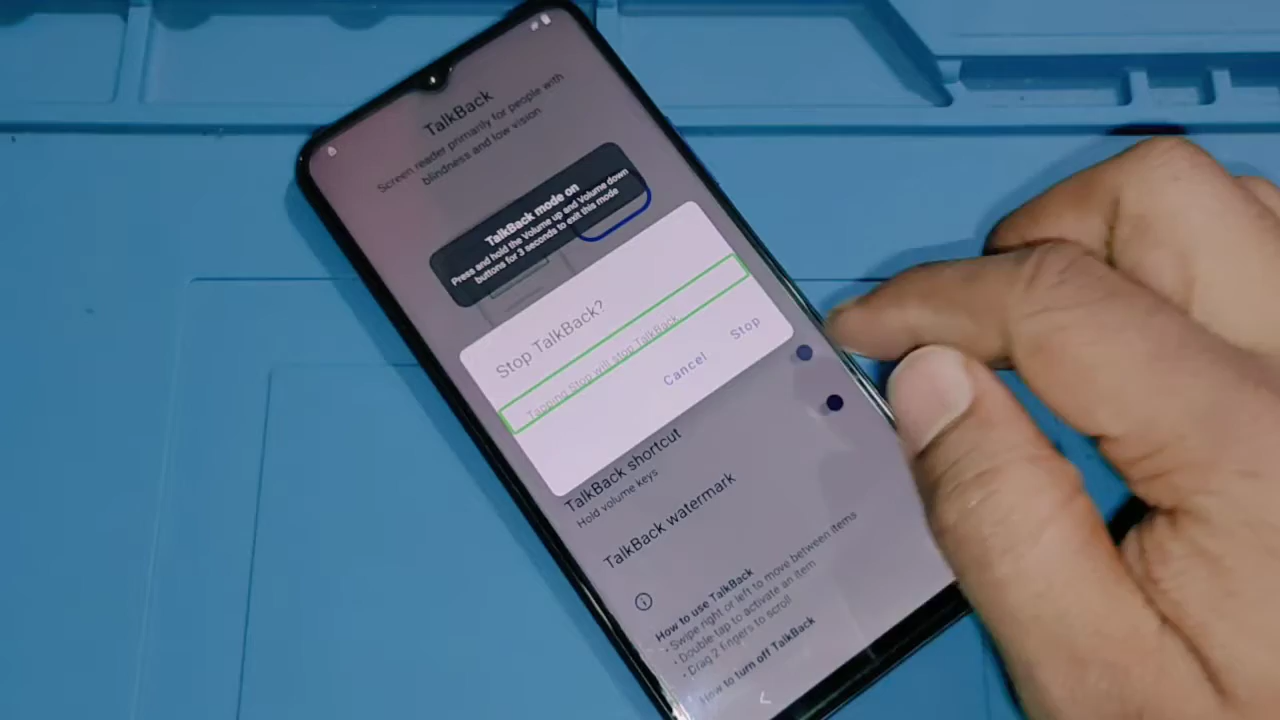 TalkBack
Screen reader primarily for people with
blindness and low vision
TalkBack mode on
Press and hold the Volume up and Volume down
buttons for 3 seconds to exit this mode
Stop TalkBack?
Tapping Stop will stop TalkBack.
Cancel
Stop
TalkBack shortcut
Hold volume keys
TalkBack watermark
How to use TalkBack
• Swipe right or left to move between items
• Double-tap to activate an item
• Drag 2 fingers to scroll
How to turn off TalkBack